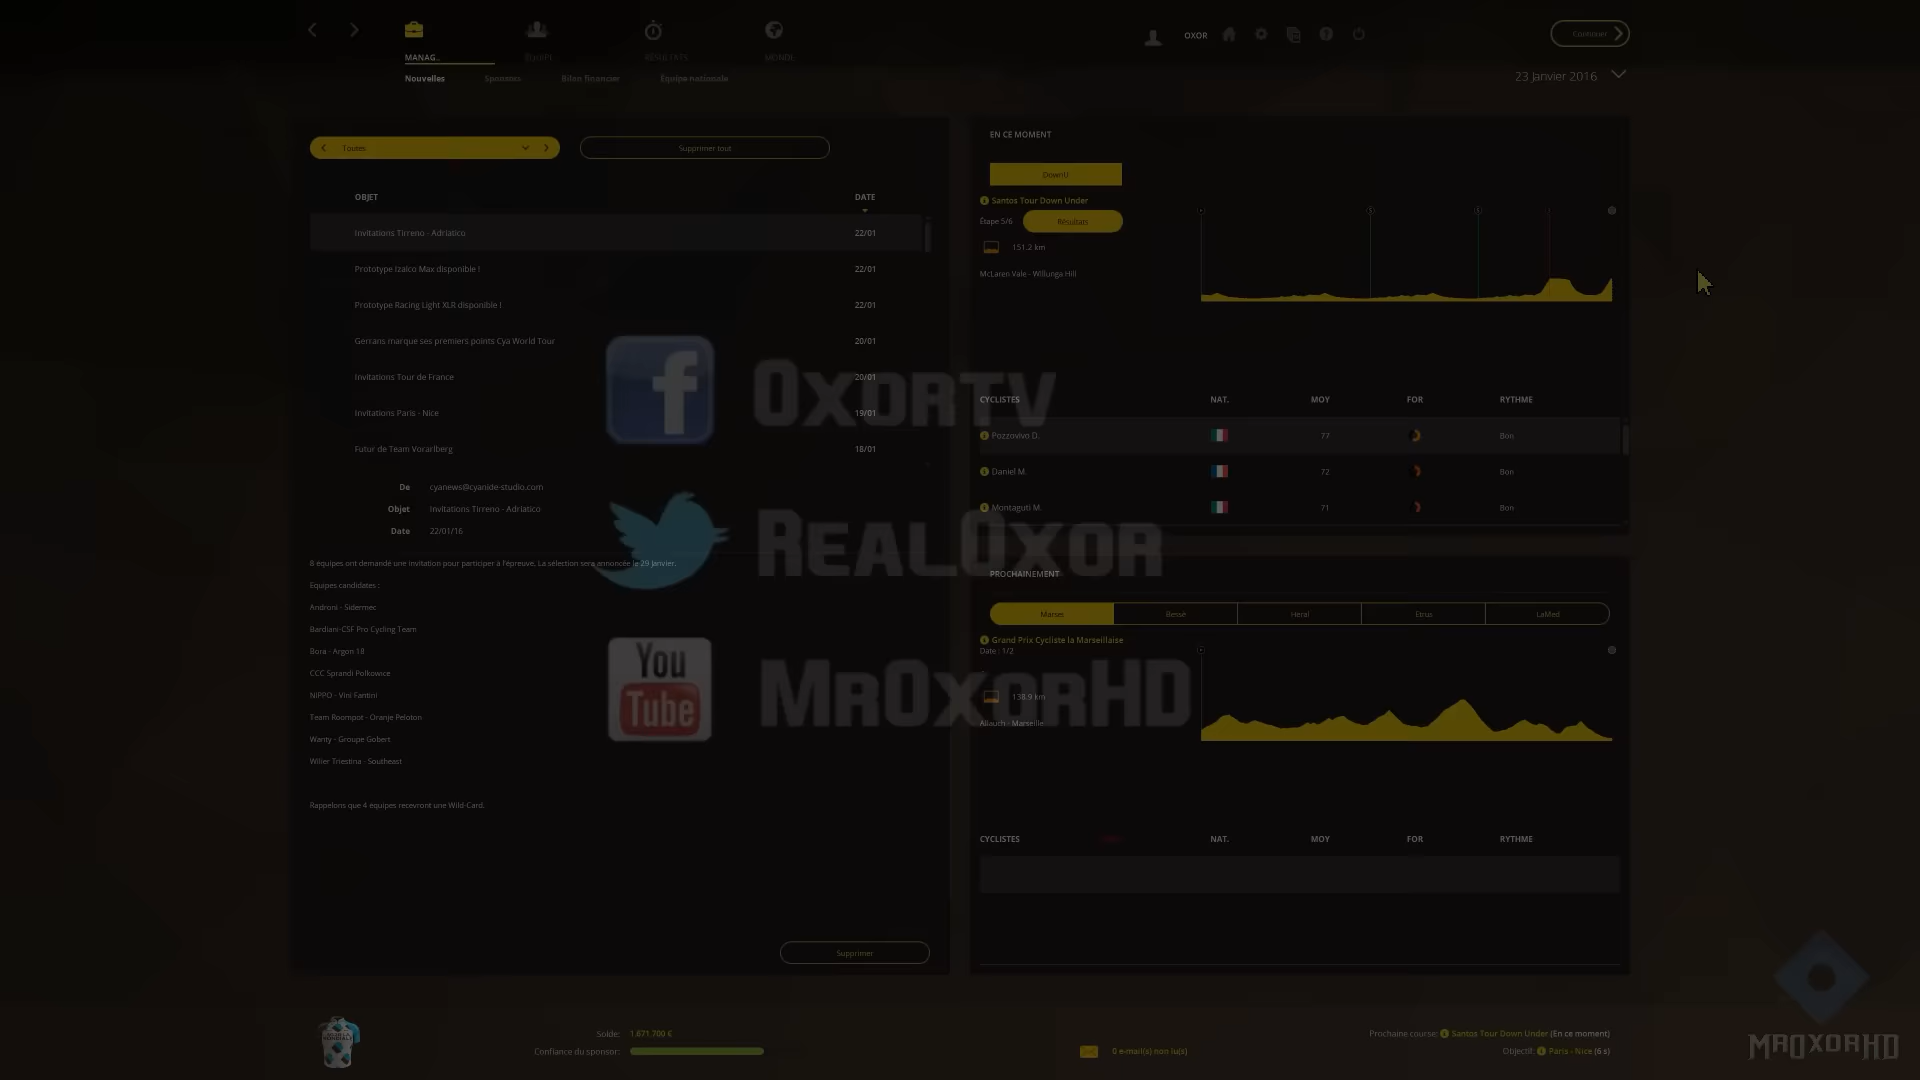 MANAG.
ÉQUIPE
RÉSULTATS
MONDE
OXOR
Continuer
Nouvelles
Sponsors
Bilan financier
Équipe nationale
23 Janvier 2016
Toutes
Supprimer tout
OBJET DATE
Invitations Tirreno - Adriatico 22/01
Prototype Izalco Max disponible ! 22/01
Prototype Racing Light XLR disponible ! 22/01
Gerrans marque ses premiers points Cya World Tour 20/01
Invitations Tour de France 20/01
Invitations Paris - Nice 19/01
Futur de Team Vorarlberg 18/01
De cyanews@cyanide-studio.com
Objet Invitations Tirreno - Adriatico
Date 22/01/16
8 équipes ont demandé une invitation pour participer à l'épreuve. La sélection sera annoncée le 29 Janvier.
Equipes candidates :
Androni - Sidermec
Bardiani-CSF Pro Cycling Team
Bora - Argon 18
CCC Sprandi Polkowice
NIPPO - Vini Fantini
Team Roompot - Oranje Peloton
Wanty - Groupe Gobert
Wilier Triestina - Southeast
Rappelons que 4 équipes recevront une Wild-Card.
Supprimer
EN CE MOMENT
DownU
Santos Tour Down Under
Étape 5/6 Résultats
151.2 km
McLaren Vale - Willunga Hill
CYCLISTES NAT. MOY FOR RYTHME
Pozzovivo D. 77 Bon
Daniel M. 72 Bon
Montaguti M. 71 Bon
PROCHAINEMENT
Marses Besse Heral Etrus LaMed
Grand Prix Cycliste la Marseillaise
Date : 1/2
138.9 km
Allauch - Marseille
CYCLISTES NAT. MOY FOR RYTHME
f OxorTV
RealOxor
You Tube MrOxorHD
Solde: 1.671.700 €
Confiance du sponsor:
0 e-mail(s) non lu(s)
Prochaine course: Santos Tour Down Under (En ce moment)
Objectif: Paris - Nice (6 s)
MrOxorHD